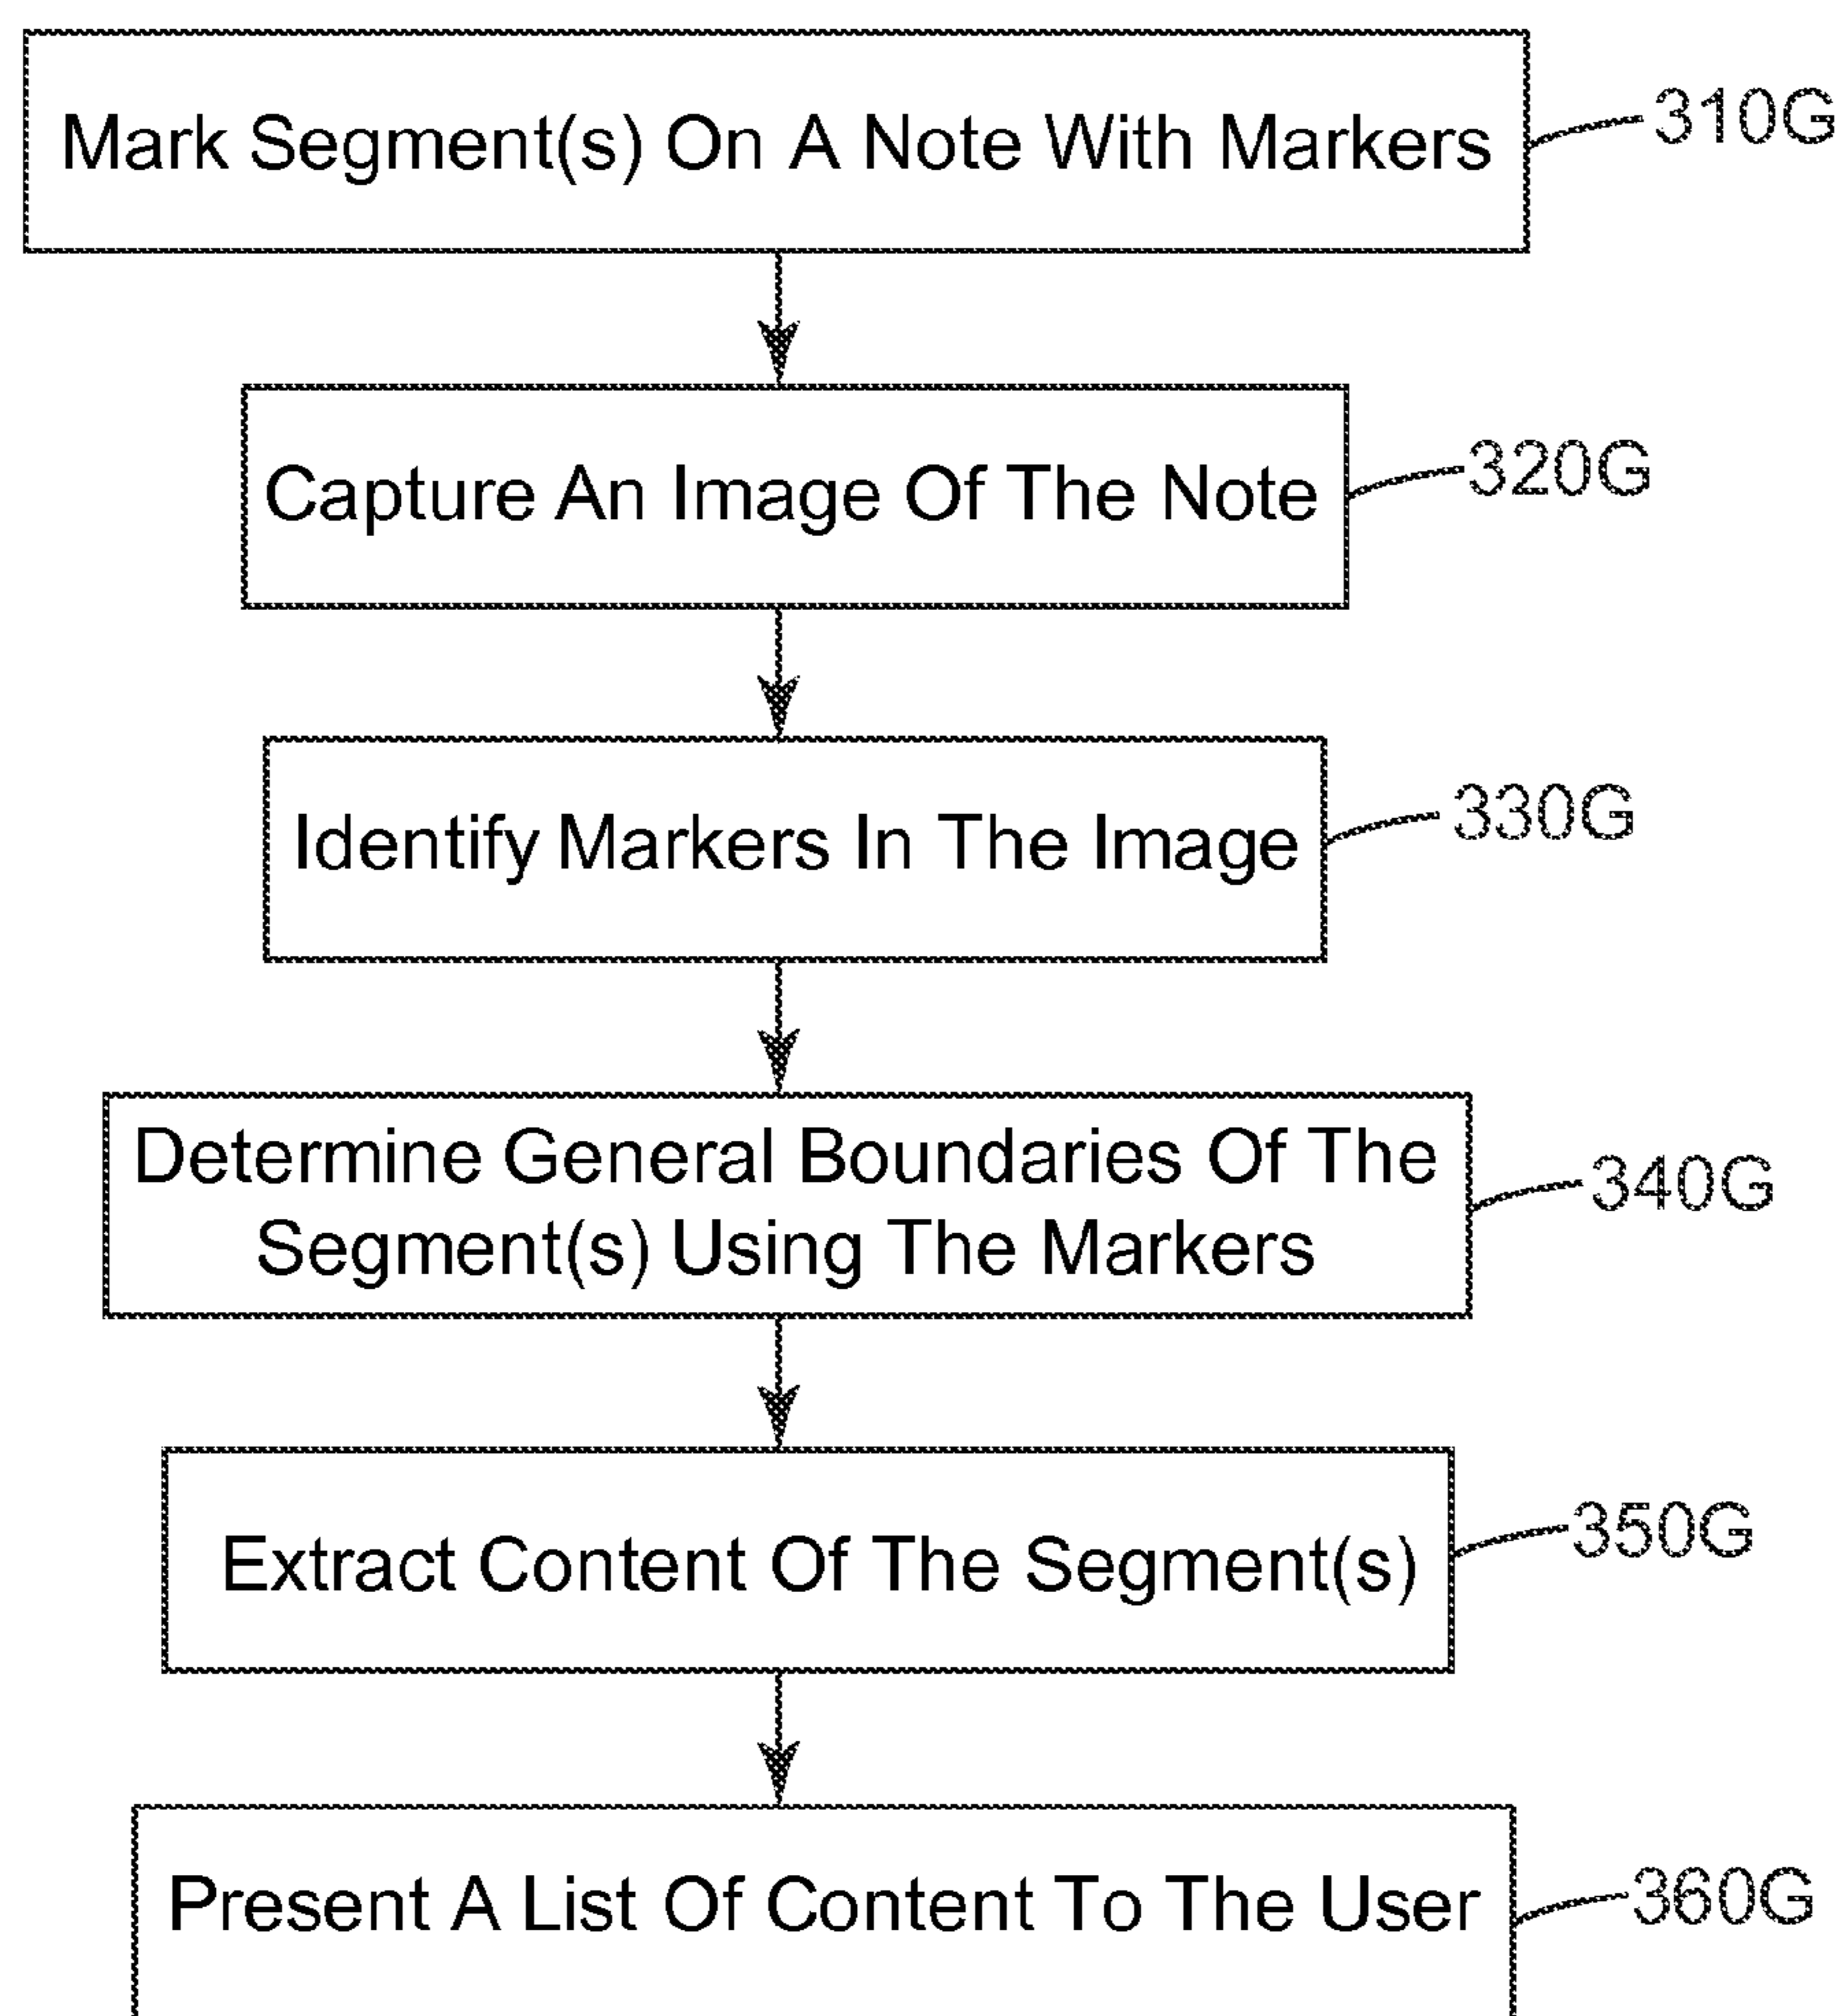 Mark Segment(s) On A Note With Markers
310G
Capture An Image Of The Note
320G
Identify Markers In The Image
330G
Determine General Boundaries Of The
Segment(s) Using The Markers
340G
Extract Content Of The Segment(s)
350G
Present A List Of Content To The User
360G